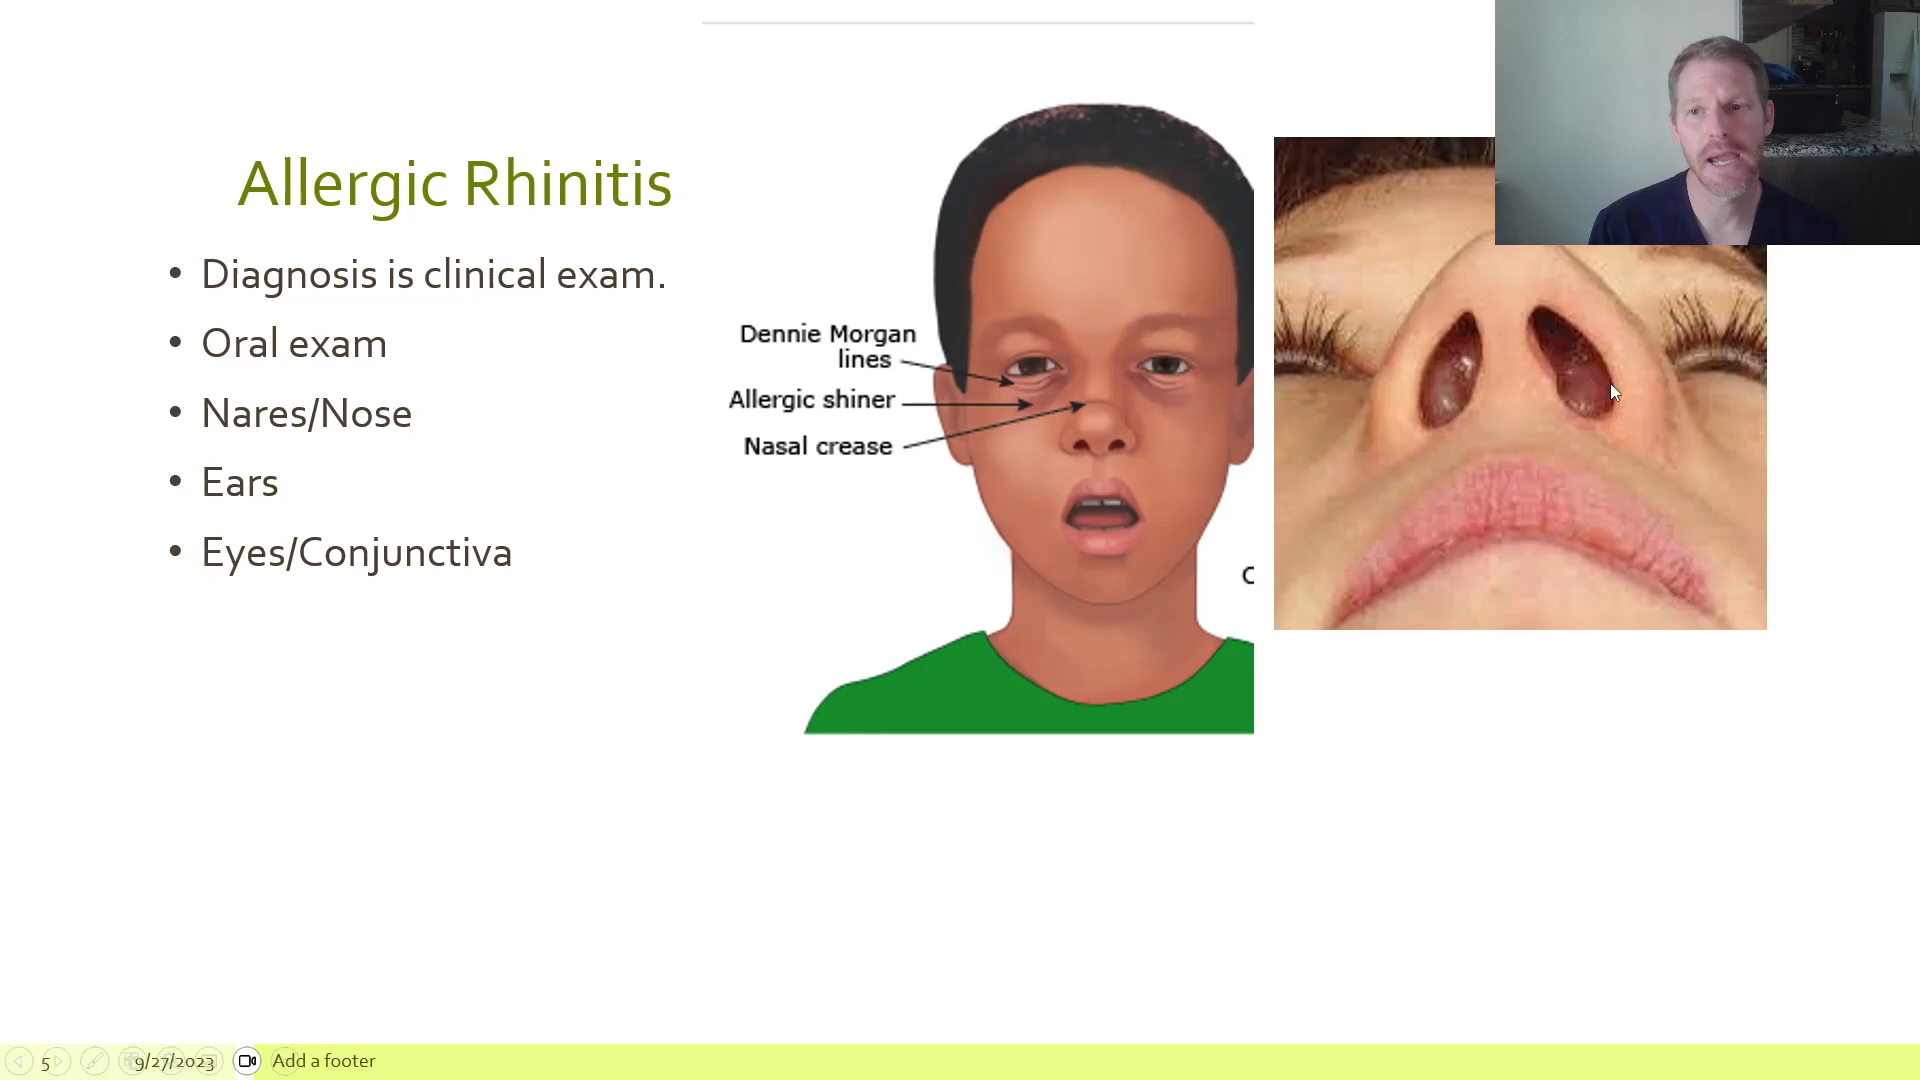 Allergic Rhinitis
• Diagnosis is clinical exam.
• Oral exam
• Nares/Nose
• Ears
• Eyes/Conjunctiva
Dennie Morgan
lines
Allergic shiner
Nasal crease
5
9/27/2023
Add a footer